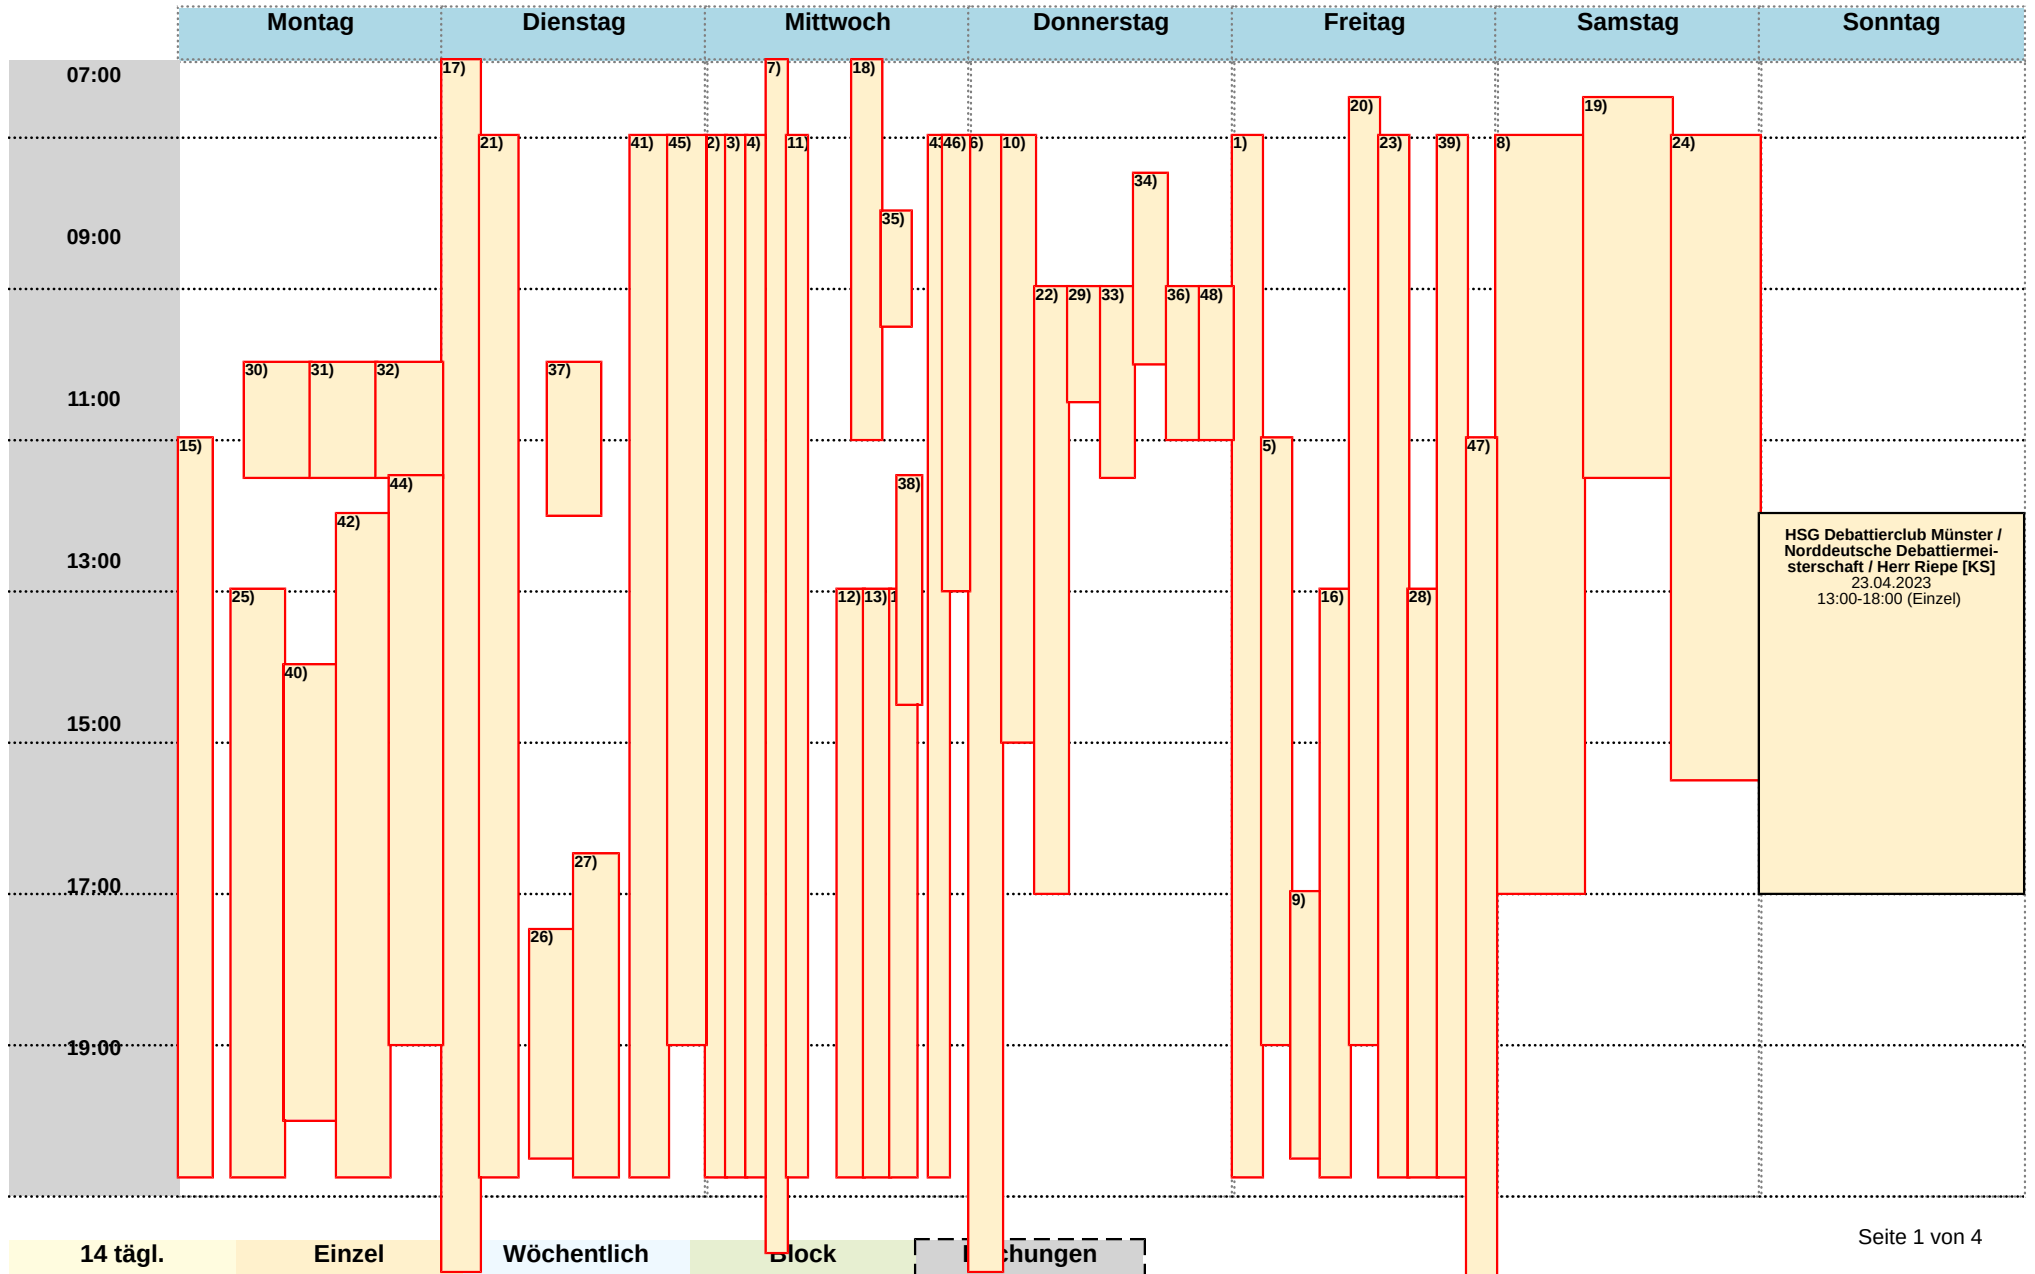 Montag Dienstag Mittwoch Donnerstag Freitag Samstag Sonntag
07:00 17) 7) 18)
20) 19)
21) 41) 45) 2) 3) 4) 11) 46) 6) 10) 1) 23) 39) 8) 24)
34)
35)
09:00
22) 29) 33) 36) 48)
30) 31) 32) 37)
11:00
15) 5) 47)
44) 38)
42)
HSG Debattierclub Münster /
Norddeutsche Debattiermei-
sterschaft / Herr Riepe [KS]
23.04.2023
13:00-18:00 (Einzel)
13:00
25) 12) 13) 16) 28)
40)
15:00
27)
17:00
9)
26)
19:00
Seite 1 von 4
14 tägl. Einzel Wöchentlich Block